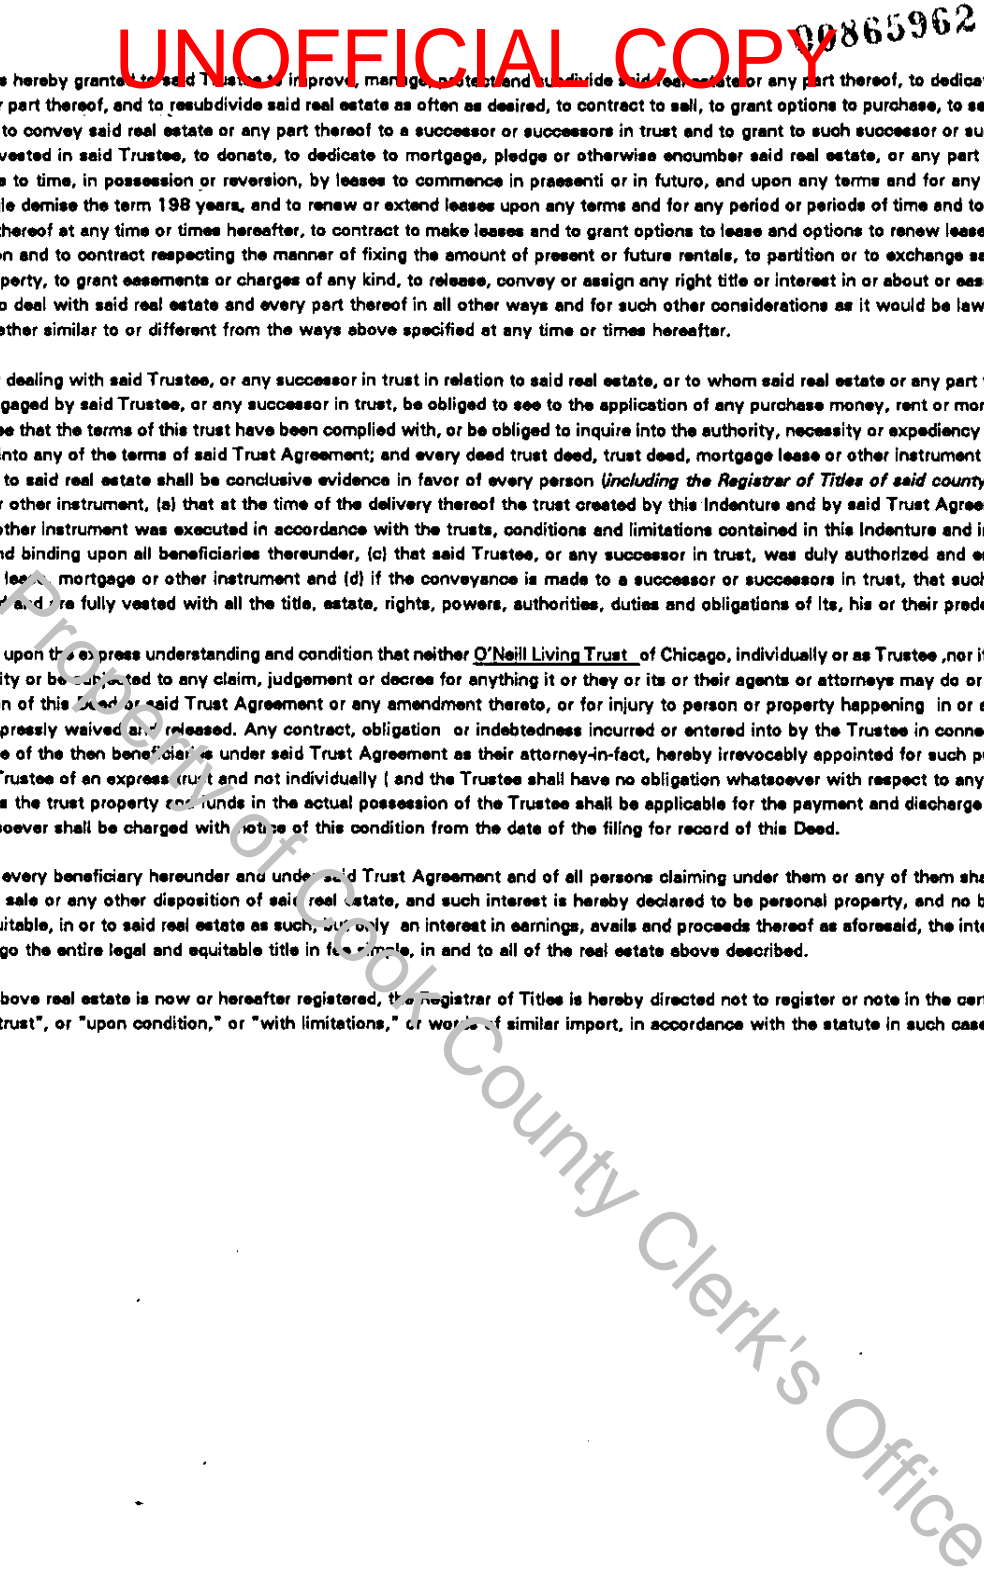 UNOFFICIAL COPY
00865962
s hereby granted to said Trustee to improve, manage, protect and subdivide said real estate or any part thereof, to dedica
r part thereof, and to resubdivide said real estate as often as desired, to contract to sell, to grant options to purchase, to se
to convey said real estate or any part thereof to a successor or successors in trust and to grant to such successor or su
vested in said Trustee, to donate, to dedicate to mortgage, pledge or otherwise encumber said real estate, or any part
s to time, in possession or reversion, by leases to commence in praesenti or in futuro, and upon any terms and for any
le demise the term 198 years, and to renew or extend leases upon any terms and for any period or periods of time and to
thereof at any time or times hereafter, to contract to make leases and to grant options to lease and options to renew lease
on and to contract respecting the manner of fixing the amount of present or future rentals, to partition or to exchange sa
operty, to grant easements or charges of any kind, to release, convey or assign any right title or interest in or about or eas
o deal with said real estate and every part thereof in all other ways and for such other considerations as it would be law
ether similar to or different from the ways above specified at any time or times hereafter.
dealing with said Trustee, or any successor in trust in relation to said real estate, or to whom said real estate or any part
gaged by said Trustee, or any successor in trust, be obliged to see to the application of any purchase money, rent or mor
ee that the terms of this trust have been complied with, or be obliged to inquire into the authority, necessity or expediency
into any of the terms of said Trust Agreement; and every deed trust deed, trust deed, mortgage lease or other instrument
to said real estate shall be conclusive evidence in favor of every person (including the Registrar of Titles of said county
r other instrument, (a) that at the time of the delivery thereof the trust created by this Indenture and by said Trust Agree
other instrument was executed in accordance with the trusts, conditions and limitations contained in this Indenture and i
nd binding upon all beneficiaries thereunder, (c) that said Trustee, or any successor in trust, was duly authorized and e
lease, mortgage or other instrument and (d) if the conveyance is made to a successor or successors in trust, that suc
and are fully vested with all the title, estate, rights, powers, authorities, duties and obligations of Its, his or their prede
upon the express understanding and condition that neither O'Neill Living Trust of Chicago, individually or as Trustee ,nor i
ity or be subjected to any claim, judgement or decree for anything it or they or its or their agents or attorneys may do or
n of this Deed or said Trust Agreement or any amendment thereto, or for injury to person or property happening in or a
pressly waived and released. Any contract, obligation or indebtedness incurred or entered into by the Trustee in conne
e of the then beneficiaries under said Trust Agreement as their attorney-in-fact, hereby irrevocably appointed for such p
Trustee of an express trust and not individually ( and the Trustee shall have no obligation whatsoever with respect to any
s the trust property and funds in the actual possession of the Trustee shall be applicable for the payment and discharge
soever shall be charged with notice of this condition from the date of the filing for record of this Deed.
every beneficiary hereunder and under said Trust Agreement and of all persons claiming under them or any of them sha
sale or any other disposition of said real estate, and such interest is hereby declared to be personal property, and no b
uitable, in or to said real estate as such, but only an interest in earnings, avails and proceeds thereof as aforesaid, the inte
go the entire legal and equitable title in fee simple, in and to all of the real estate above described.
bove real estate is now or hereafter registered, the Registrar of Titles is hereby directed not to register or note in the cert
trust", or "upon condition," or "with limitations," or words of similar import, in accordance with the statute in such case
Property of Cook County Clerk's Office